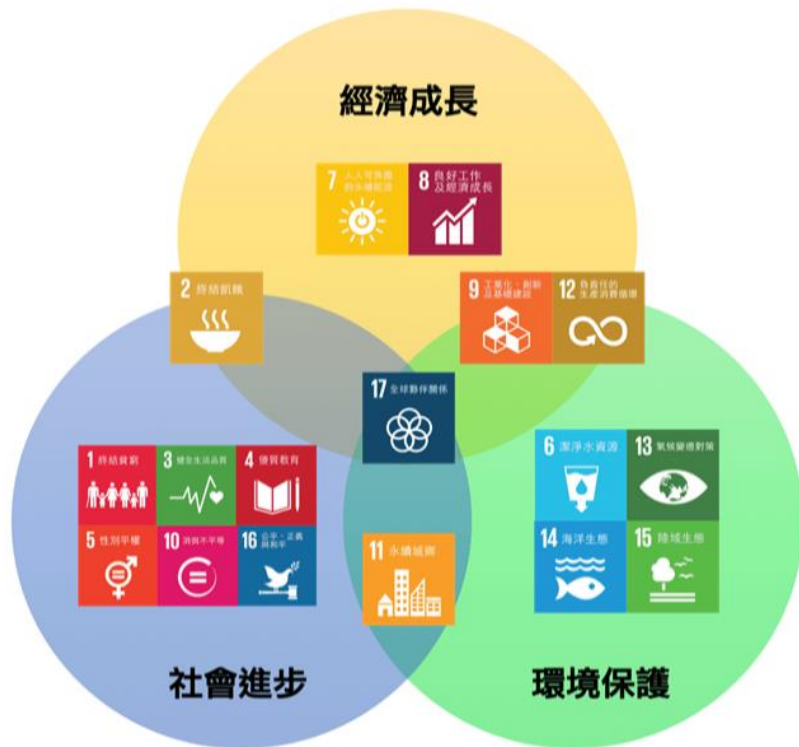 經濟成長
7 人人可負擔
的永續能源
8 良好工作
及經濟成長
2 終結飢餓
9 工業化、創新
及基礎建設
12 負責任的
生產消費循環
17 全球夥伴關係
1 終結貧窮
3 健全生活品質
4 優質教育
5 性別平權
10 消弭不平等
16 公平、正義
與和平
11 永續城鄉
6 潔淨水資源
13 氣候變遷對策
14 海洋生態
15 陸域生態
社會進步
環境保護